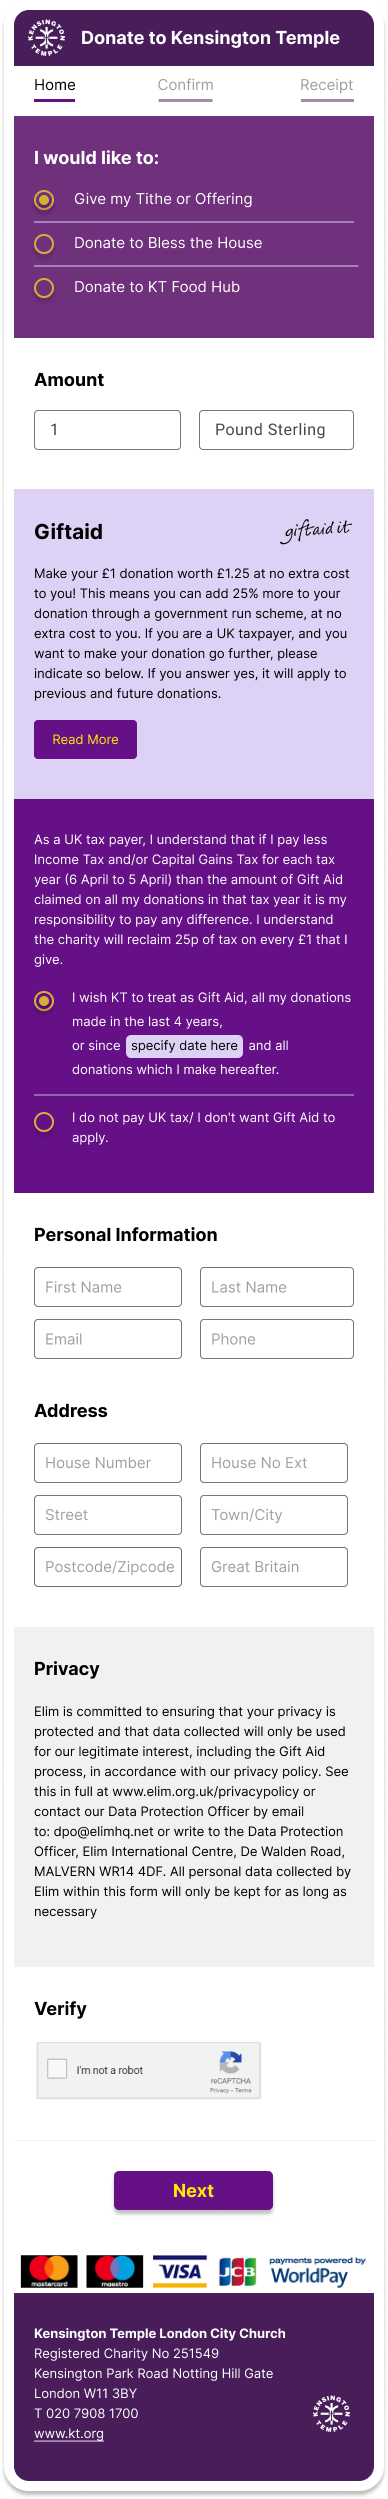 KENSINGTON TEMPLE
Donate to Kensington Temple
Home
Confirm
Receipt
I would like to:
Give my Tithe or Offering
Donate to Bless the House
Donate to KT Food Hub
Amount
1
Pound Sterling
Giftaid
giftaid it
Make your £1 donation worth £1.25 at no extra cost
to you! This means you can add 25% more to your
donation through a government run scheme, at no
extra cost to you. If you are a UK taxpayer, and you
want to make your donation go further, please
indicate so below. If you answer yes, it will apply to
previous and future donations.
Read More
As a UK tax payer, I understand that if I pay less
Income Tax and/or Capital Gains Tax for each tax
year (6 April to 5 April) than the amount of Gift Aid
claimed on all my donations in that tax year it is my
responsibility to pay any difference. I understand
the charity will reclaim 25p of tax on every £1 that I
give.
I wish KT to treat as Gift Aid, all my donations
made in the last 4 years,
or since specify date here and all
donations which I make hereafter.
I do not pay UK tax/ I don't want Gift Aid to
apply.
Personal Information
First Name
Last Name
Email
Phone
Address
House Number
House No Ext
Street
Town/City
Postcode/Zipcode
Great Britain
Privacy
Elim is committed to ensuring that your privacy is
protected and that data collected will only be used
for our legitimate interest, including the Gift Aid
process, in accordance with our privacy policy. See
this in full at www.elim.org.uk/privacypolicy or
contact our Data Protection Officer by email
to: dpo@elimhq.net or write to the Data Protection
Officer, Elim International Centre, De Walden Road,
MALVERN WR14 4DF. All personal data collected by
Elim within this form will only be kept for as long as
necessary
Verify
I'm not a robot
reCAPTCHA
Privacy - Terms
Next
mastercard
maestro
VISA
JCB
payments powered by
WorldPay
Kensington Temple London City Church
Registered Charity No 251549
Kensington Park Road Notting Hill Gate
London W11 3BY
T 020 7908 1700
www.kt.org
KENSINGTON TEMPLE